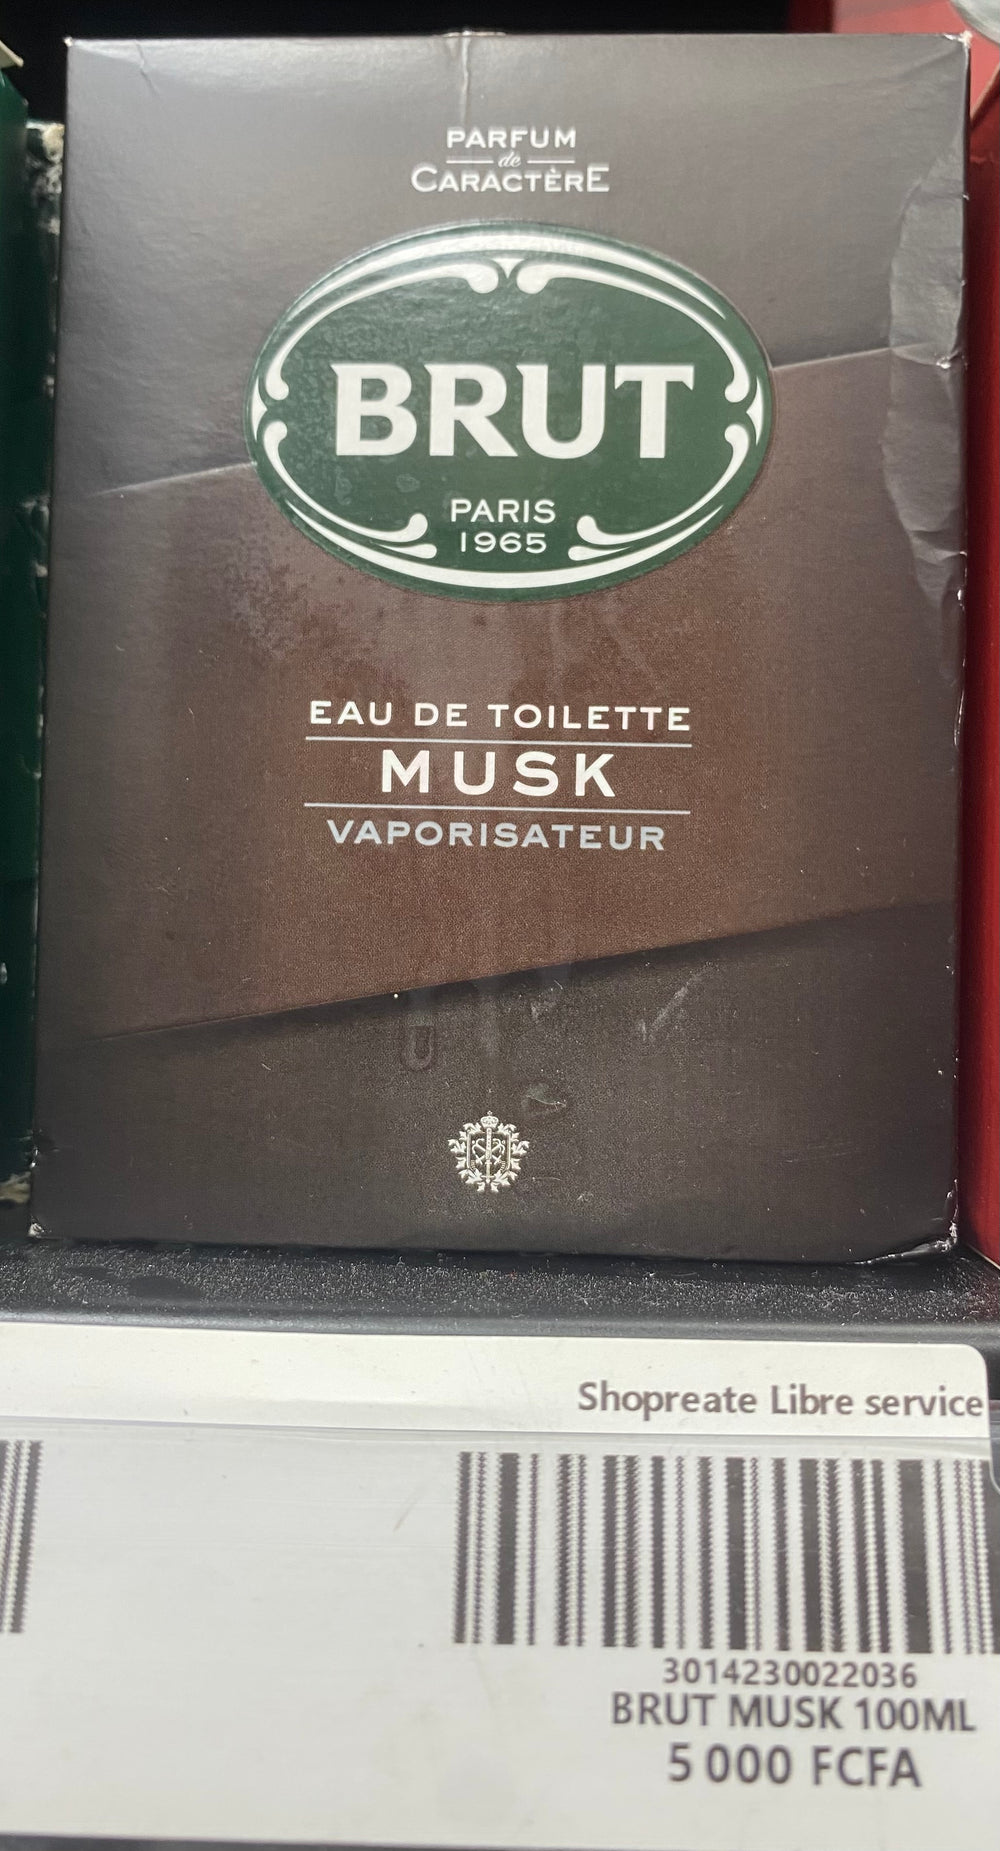 PARFUM
de
CARACTÈRE
BRUT
PARIS
1965
EAU DE TOILETTE
MUSK
VAPORISATEUR
Shopreate Libre service
3014230022036
BRUT MUSK 100ML
5 000 FCFA